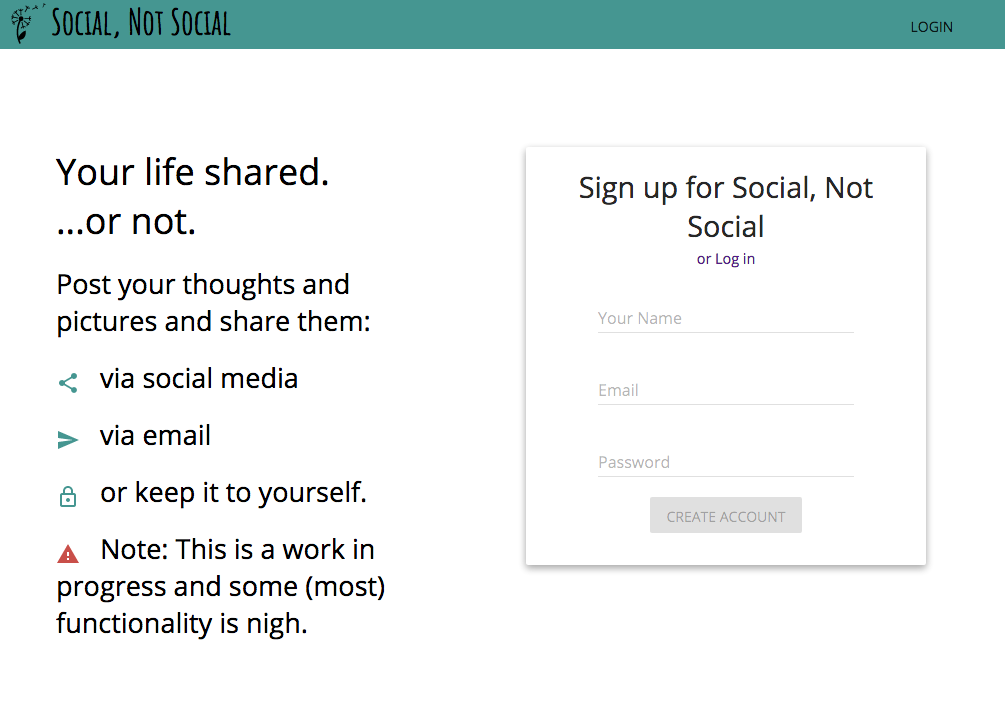 Social, Not Social
LOGIN
Your life shared.
...or not.
Post your thoughts and
pictures and share them:
via social media
via email
or keep it to yourself.
Note: This is a work in
progress and some (most)
functionality is nigh.
Sign up for Social, Not
Social
or Log in
Your Name
Email
Password
CREATE ACCOUNT